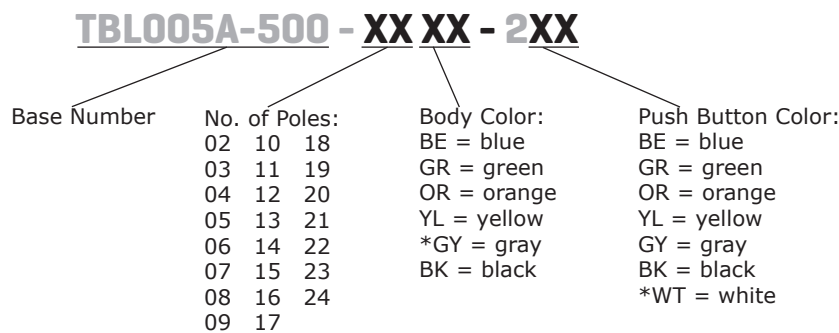 TBL005A-500 - XX XX - 2XX
Base Number
No. of Poles:
02 10 18
03 11 19
04 12 20
05 13 21
06 14 22
07 15 23
08 16 24
09 17
Body Color:
BE = blue
GR = green
OR = orange
YL = yellow
*GY = gray
BK = black
Push Button Color:
BE = blue
GR = green
OR = orange
YL = yellow
GY = gray
BK = black
*WT = white